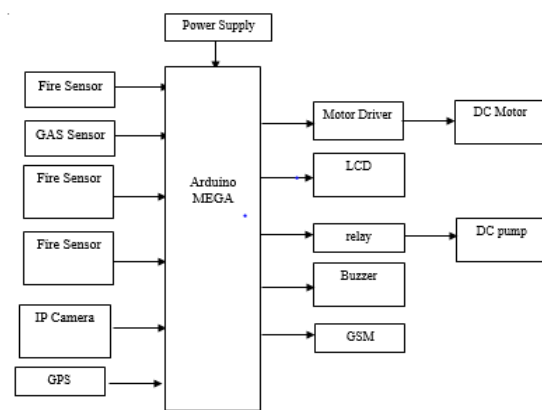 Power Supply
Fire Sensor
GAS Sensor
Fire Sensor
Fire Sensor
IP Camera
GPS
Arduino
MEGA
Motor Driver
DC Motor
LCD
relay
DC pump
Buzzer
GSM